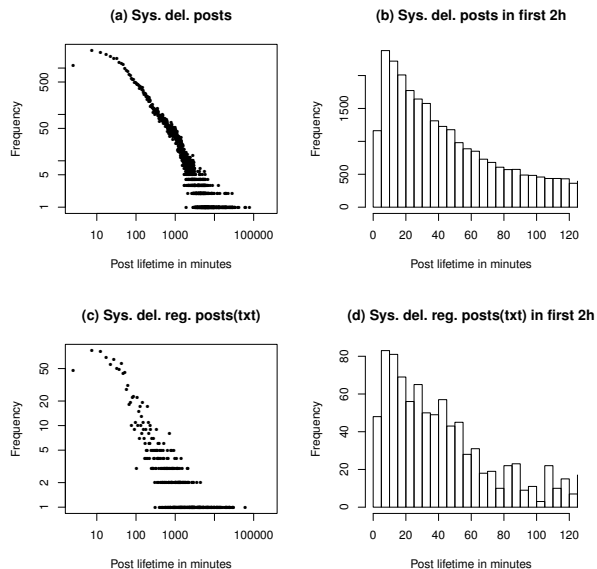 (a) Sys. del. posts
Frequency
500
50
5
1
10 100 1000 100000
Post lifetime in minutes
(b) Sys. del. posts in first 2h
Frequency
1500
500
0
0 20 40 60 80 100 120
Post lifetime in minutes
(c) Sys. del. reg. posts(txt)
Frequency
50
20
10
5
2
1
10 100 1000 100000
Post lifetime in minutes
(d) Sys. del. reg. posts(txt) in first 2h
Frequency
80
60
40
20
0
0 20 40 60 80 100 120
Post lifetime in minutes